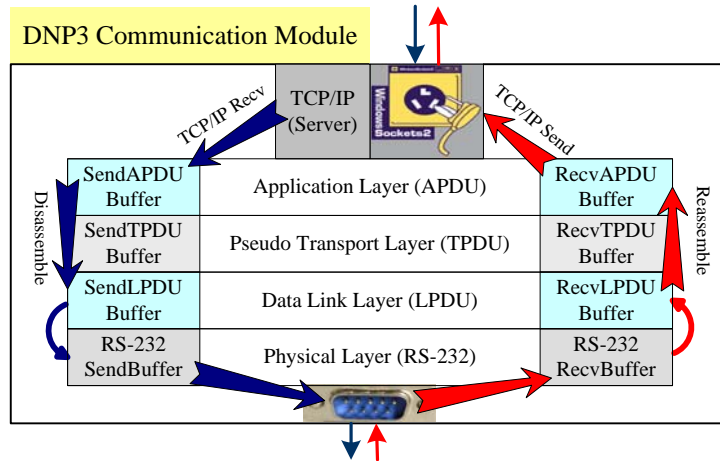 DNP3 Communication Module
TCP/IP Recv
TCP/IP
(Server)
Windows
Sockets2
TCP/IP Send
SendAPDU
Buffer
Application Layer (APDU)
RecvAPDU
Buffer
Disassemble
SendTPDU
Buffer
Pseudo Transport Layer (TPDU)
RecvTPDU
Buffer
Reassemble
SendLPDU
Buffer
Data Link Layer (LPDU)
RecvLPDU
Buffer
RS-232
SendBuffer
Physical Layer (RS-232)
RS-232
RecvBuffer